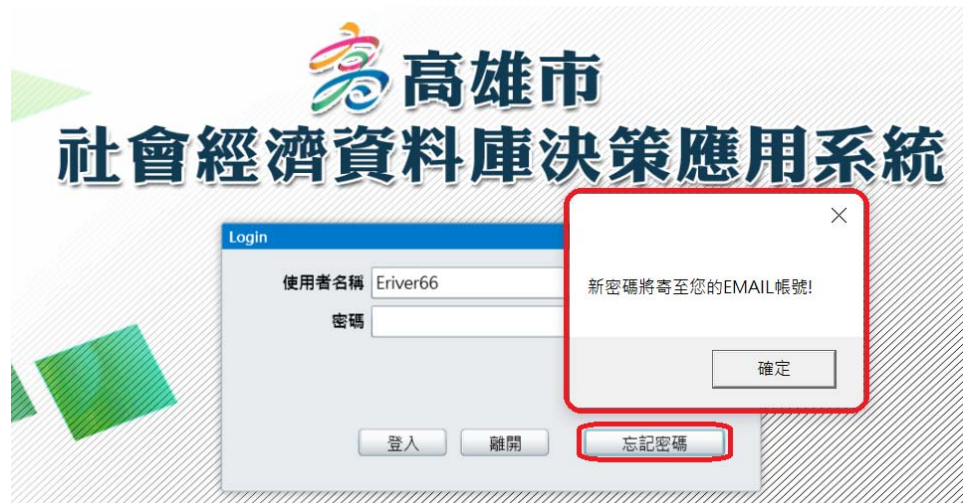 高雄市
社會經濟資料庫決策應用系統
Login
使用者名稱 Eriver66
密碼
新密碼將寄至您的EMAIL帳號!
確定
登入 離開 忘記密碼